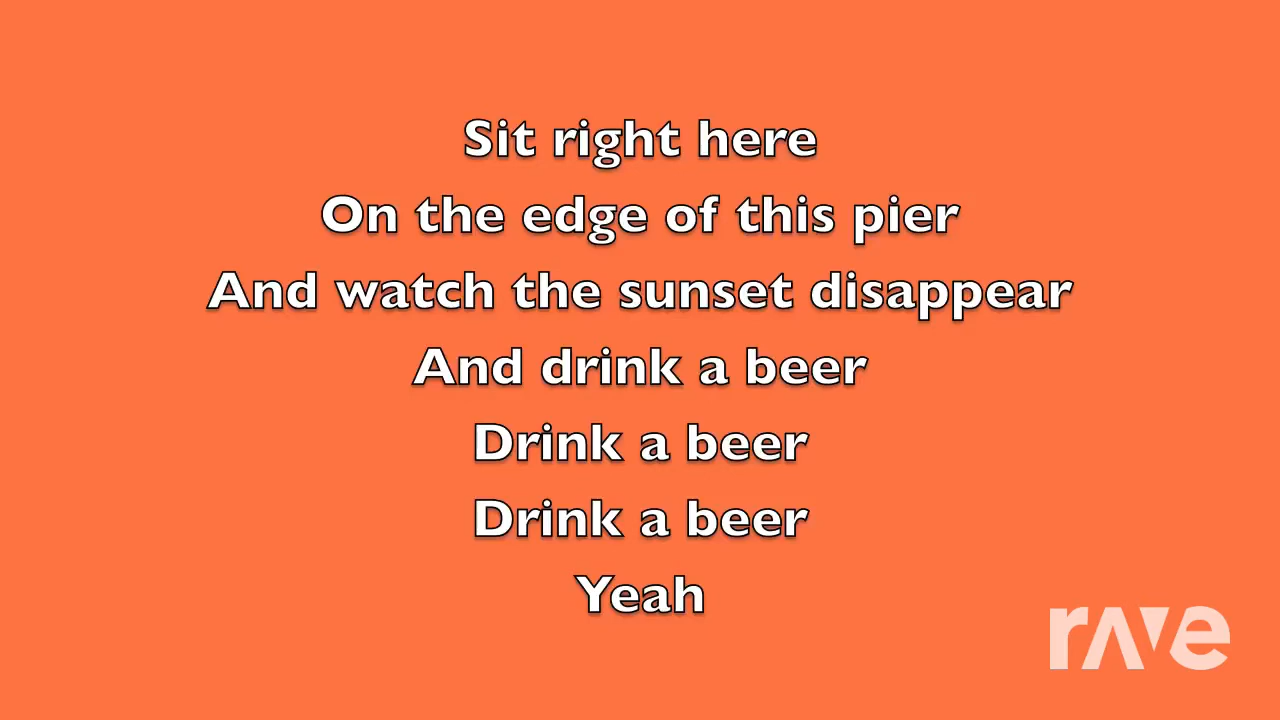 Sit right here
On the edge of this pier
And watch the sunset disappear
And drink a beer
Drink a beer
Drink a beer
Yeah
rave